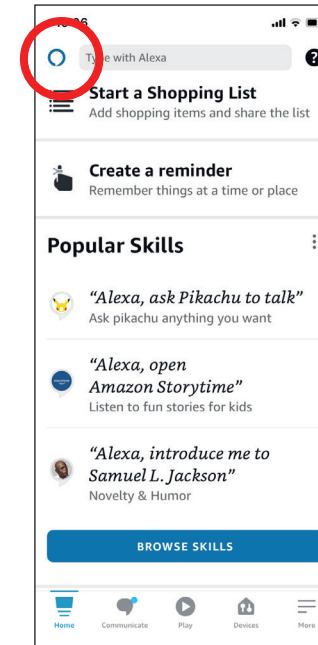 Type with Alexa
?
Start a Shopping List
Add shopping items and share the list
Create a reminder
Remember things at a time or place
Popular Skills
“Alexa, ask Pikachu to talk”
Ask pikachu anything you want
“Alexa, open
Amazon Storytime”
Listen to fun stories for kids
“Alexa, introduce me to
Samuel L. Jackson”
Novelty & Humor
BROWSE SKILLS
Home Communicate Play Devices More